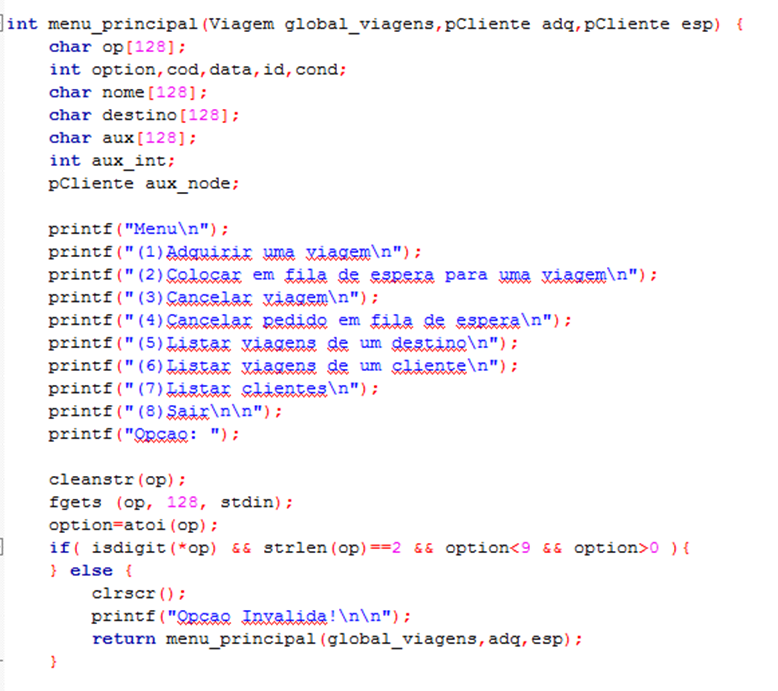 int menu_principal(Viagem global_viagens,pCliente adq,pCliente esp) {
char op[128];
int option,cod,data,id,cond;
char nome[128];
char destino[128];
char aux[128];
int aux_int;
pCliente aux_node;
printf("Menu\n");
printf("(1)Adquirir uma viagem\n");
printf("(2)Colocar em fila de espera para uma viagem\n");
printf("(3)Cancelar viagem\n");
printf("(4)Cancelar pedido em fila de espera\n");
printf("(5)Listar viagens de um destino\n");
printf("(6)Listar viagens de um cliente\n");
printf("(7)Listar clientes\n");
printf("(8)Sair\n\n");
printf("Opcao: ");
cleanstr(op);
fgets (op, 128, stdin);
option=atoi(op);
if( isdigit(*op) && strlen(op)==2 && option<9 && option>0 ){
} else {
clrscr();
printf("Opcao Invalida!\n\n");
return menu_principal(global_viagens,adq,esp);
}